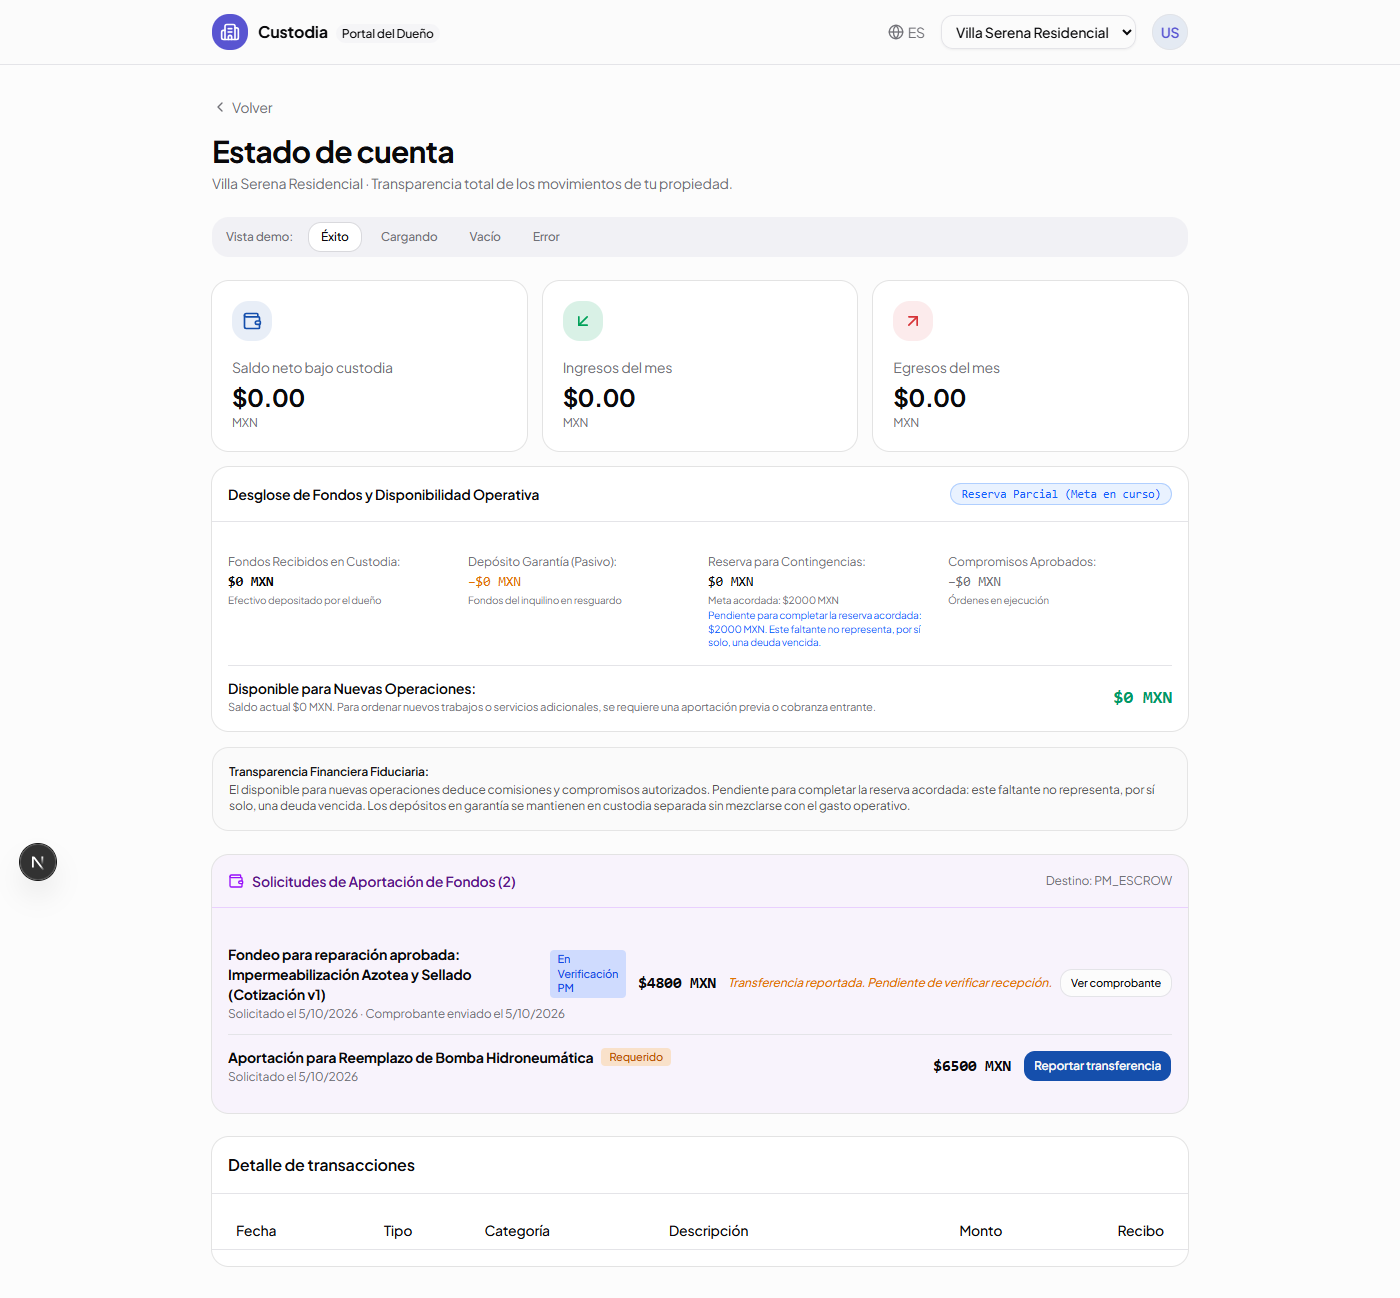 Custodia Portal del Dueño
ES
Villa Serena Residencial
US
Volver
Estado de cuenta
Villa Serena Residencial · Transparencia total de los movimientos de tu propiedad.
Vista demo: Éxito Cargando Vacío Error
Saldo neto bajo custodia
$0.00
MXN
Ingresos del mes
$0.00
MXN
Egresos del mes
$0.00
MXN
Desglose de Fondos y Disponibilidad Operativa
Reserva Parcial (Meta en curso)
Fondos Recibidos en Custodia:
$0 MXN
Efectivo depositado por el dueño
Depósito Garantía (Pasivo):
-$0 MXN
Fondos del inquilino en resguardo
Reserva para Contingencias:
$0 MXN
Meta acordada: $2000 MXN
Pendiente para completar la reserva acordada:
$2000 MXN. Este faltante no representa, por sí
solo, una deuda vencida.
Compromisos Aprobados:
-$0 MXN
Órdenes en ejecución
Disponible para Nuevas Operaciones:
Saldo actual $0 MXN. Para ordenar nuevos trabajos o servicios adicionales, se requiere una aportación previa o cobranza entrante.
$0 MXN
Transparencia Financiera Fiduciaria:
El disponible para nuevas operaciones deduce comisiones y compromisos autorizados. Pendiente para completar la reserva acordada: este faltante no representa, por sí
solo, una deuda vencida. Los depósitos en garantía se mantienen en custodia separada sin mezclarse con el gasto operativo.
N
Solicitudes de Aportación de Fondos (2)
Destino: PM_ESCROW
Fondeo para reparación aprobada:
Impermeabilización Azotea y Sellado
(Cotización v1)
En
Verificación
PM
$4800 MXN
Transferencia reportada. Pendiente de verificar recepción.
Ver comprobante
Solicitado el 5/10/2026 · Comprobante enviado el 5/10/2026
Aportación para Reemplazo de Bomba Hidroneumática
Requerido
Solicitado el 5/10/2026
$6500 MXN
Reportar transferencia
Detalle de transacciones
Fecha Tipo Categoría Descripción Monto Recibo